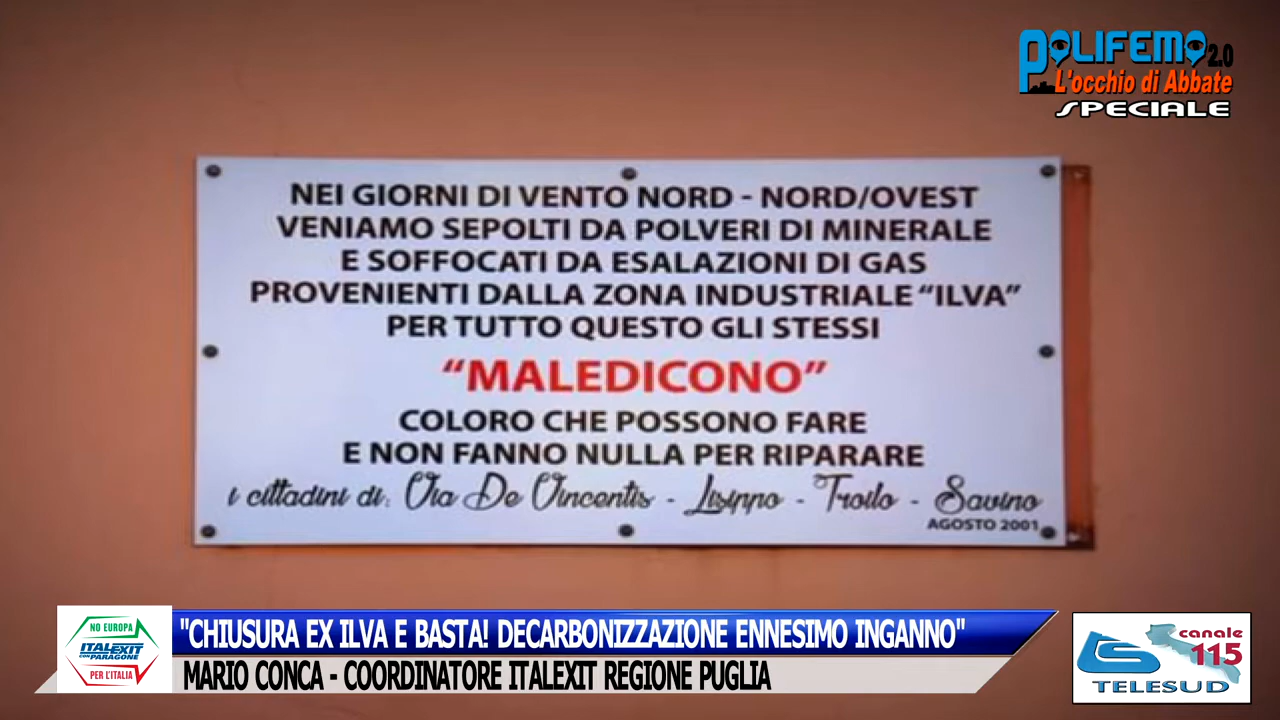 POLIFEMO 2.0
L'occhio di Abbate
SPECIALE
NEI GIORNI DI VENTO NORD - NORD/OVEST
VENIAMO SEPOLTI DA POLVERI DI MINERALE
E SOFFOCATI DA ESALAZIONI DI GAS
PROVENIENTI DALLA ZONA INDUSTRIALE “ILVA”
PER TUTTO QUESTO GLI STESSI
“MALEDICONO”
COLORO CHE POSSONO FARE
E NON FANNO NULLA PER RIPARARE
i cittadini di: Via De Vincentis - Lisippo - Troilo - Savino
AGOSTO 2001
NO EUROPA
ITALEXIT
CON PARAGONE
PER L'ITALIA
"CHIUSURA EX ILVA E BASTA! DECARBONIZZAZIONE ENNESIMO INGANNO"
MARIO CONCA - COORDINATORE ITALEXIT REGIONE PUGLIA
canale
115
TS
TELESUD